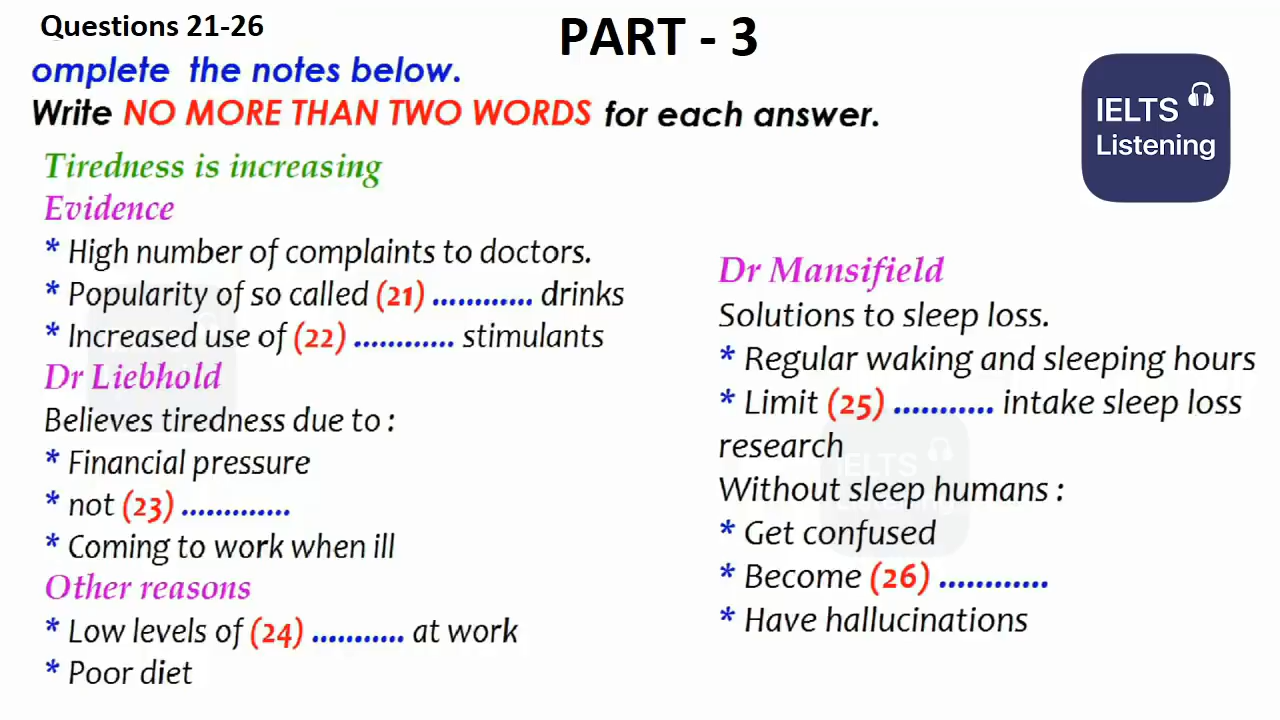 Questions 21-26
PART - 3
omplete the notes below.
Write NO MORE THAN TWO WORDS for each answer.
IELTS
Listening
Tiredness is increasing
Evidence
* High number of complaints to doctors.
* Popularity of so called (21) ............ drinks
* Increased use of (22) ............ stimulants
Dr Liebhold
Believes tiredness due to :
* Financial pressure
* not (23) .............
* Coming to work when ill
Other reasons
* Low levels of (24) ........... at work
* Poor diet
Dr Mansifield
Solutions to sleep loss.
* Regular waking and sleeping hours
* Limit (25) ............ intake sleep loss
research
Without sleep humans :
* Get confused
* Become (26) ............
* Have hallucinations
IELTS
Listening